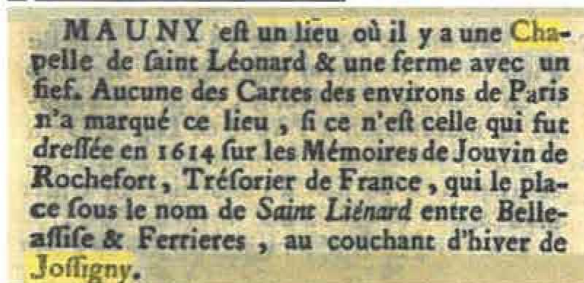 MAUNY eſt un lieu où il y a une Cha-
pelle de ſaint Léonard & une ferme avec un
fief. Aucune des Cartes des environs de Paris
n'a marqué ce lieu, ſi ce n'eſt celle qui fut
dreſſée en 1614 ſur les Mémoires de Jouvin de
Rochefort, Tréſorier de France, qui le pla-
ce ſous le nom de Saint Liénard entre Belle-
aſſiſe & Ferrieres, au couchant d'hiver de
Joſſigny.